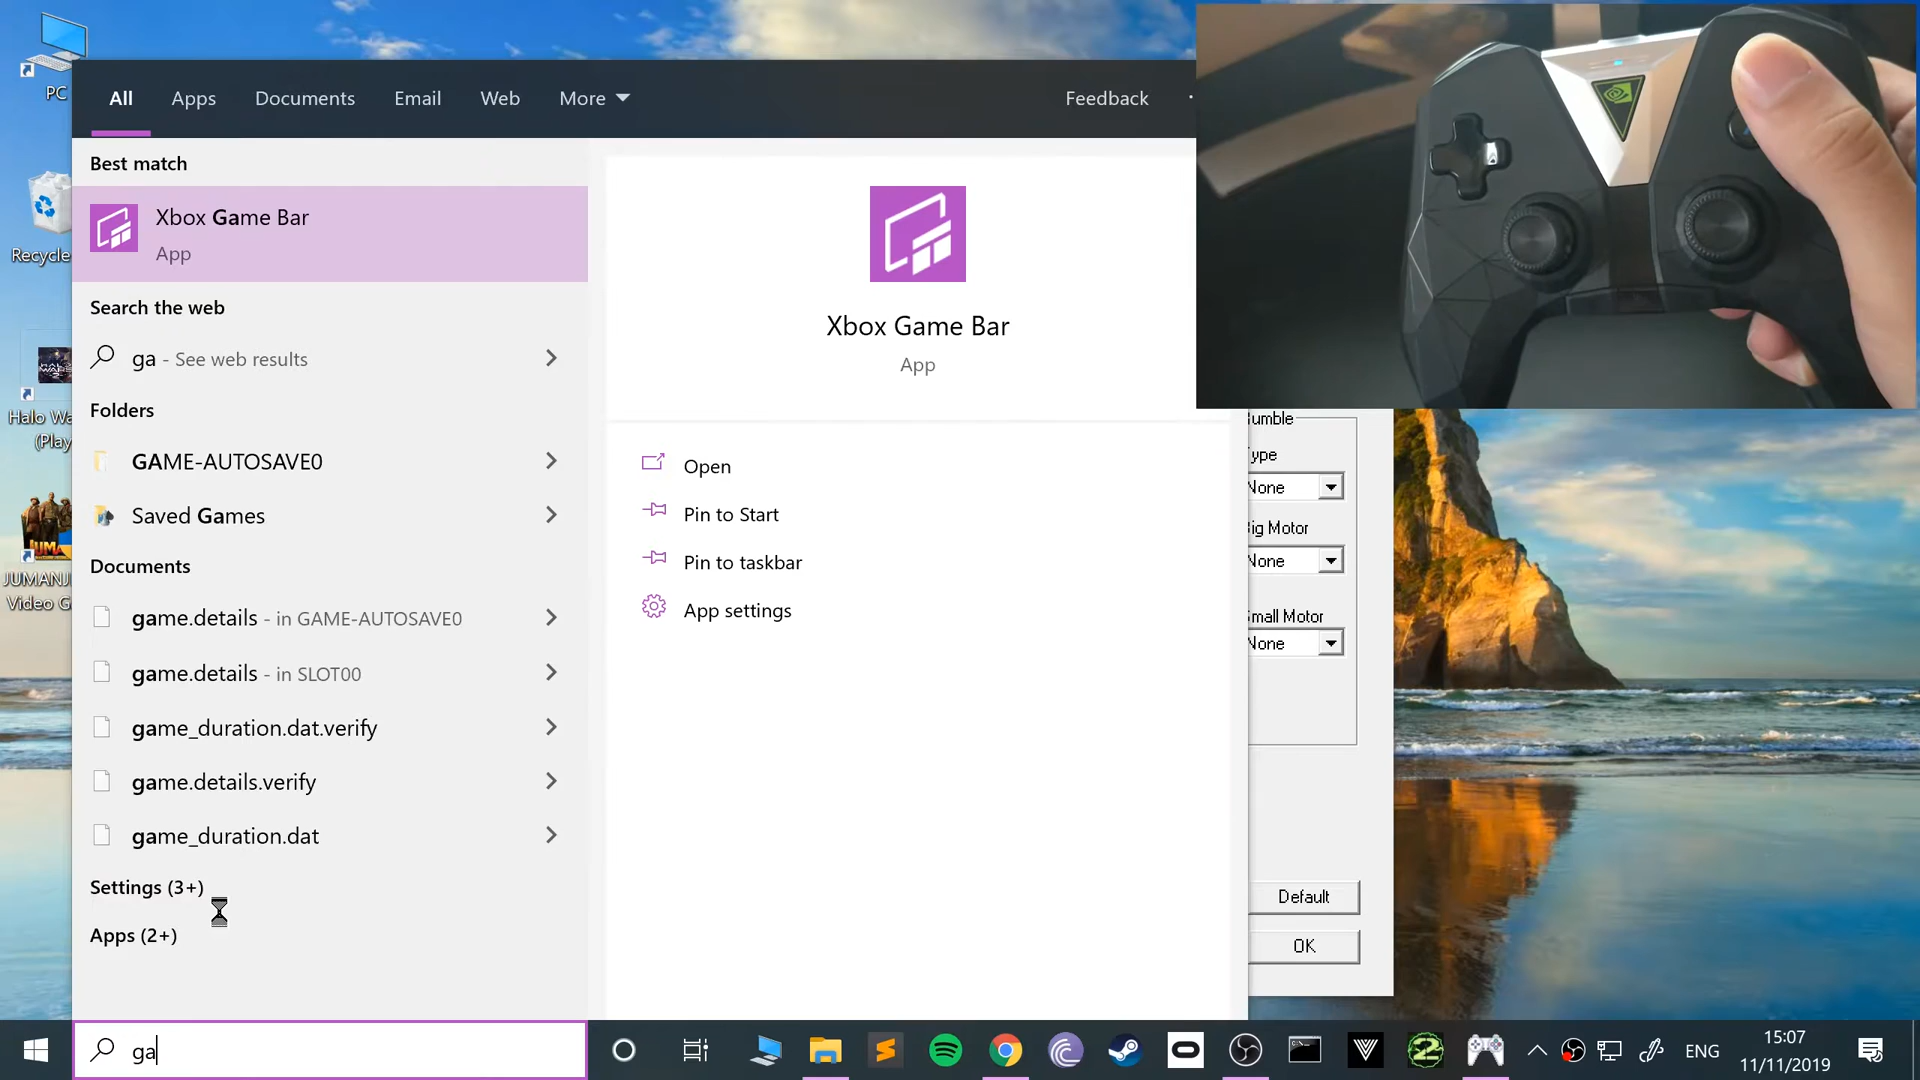 PC
Recycle
Halo Wa
(Play
JUMANJI
Video G
All
Apps
Documents
Email
Web
More
Feedback
Best match
Xbox Game Bar
App
Search the web
ga - See web results
Folders
GAME-AUTOSAVE0
Saved Games
Documents
game.details - in GAME-AUTOSAVE0
game.details - in SLOT00
game_duration.dat.verify
game.details.verify
game_duration.dat
Settings (3+)
Apps (2+)
Xbox Game Bar
App
Open
Pin to Start
Pin to taskbar
App settings
Rumble
Type
None
Big Motor
None
Small Motor
None
Default
OK
ga
ENG
15:07
11/11/2019